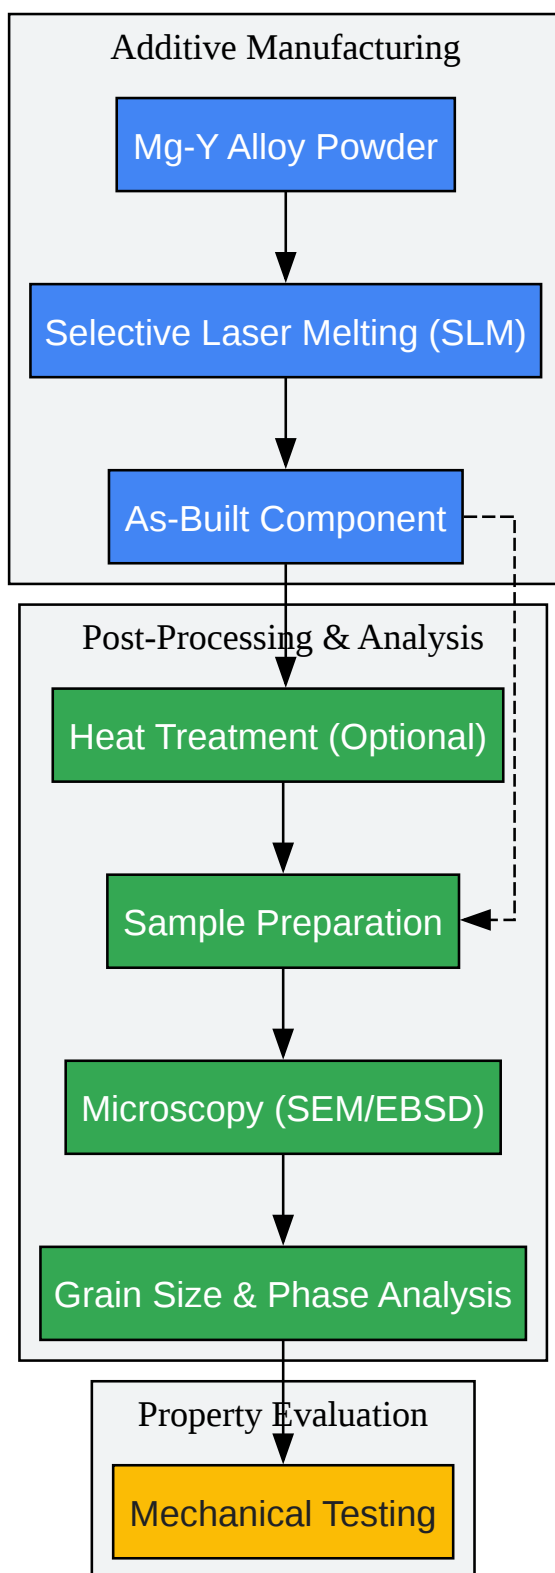 Additive Manufacturing
Mg-Y Alloy Powder
Selective Laser Melting (SLM)
As-Built Component
Post-Processing & Analysis
Heat Treatment (Optional)
Sample Preparation
Microscopy (SEM/EBSD)
Grain Size & Phase Analysis
Property Evaluation
Mechanical Testing